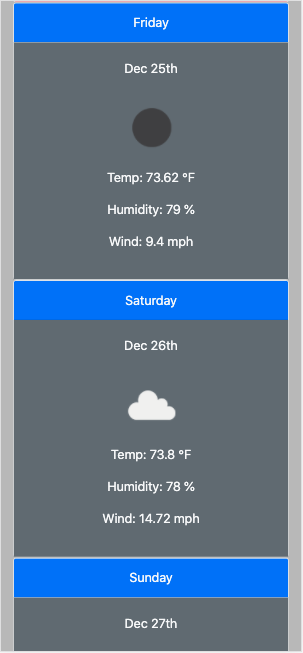 Friday
Dec 25th
Temp: 73.62 °F
Humidity: 79 %
Wind: 9.4 mph
Saturday
Dec 26th
Temp: 73.8 °F
Humidity: 78 %
Wind: 14.72 mph
Sunday
Dec 27th